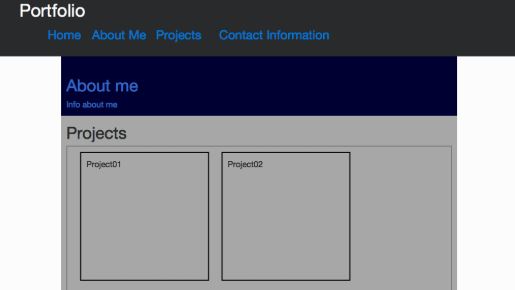 Portfolio
Home About Me Projects Contact Information
About me
Info about me
Projects
Project01 Project02